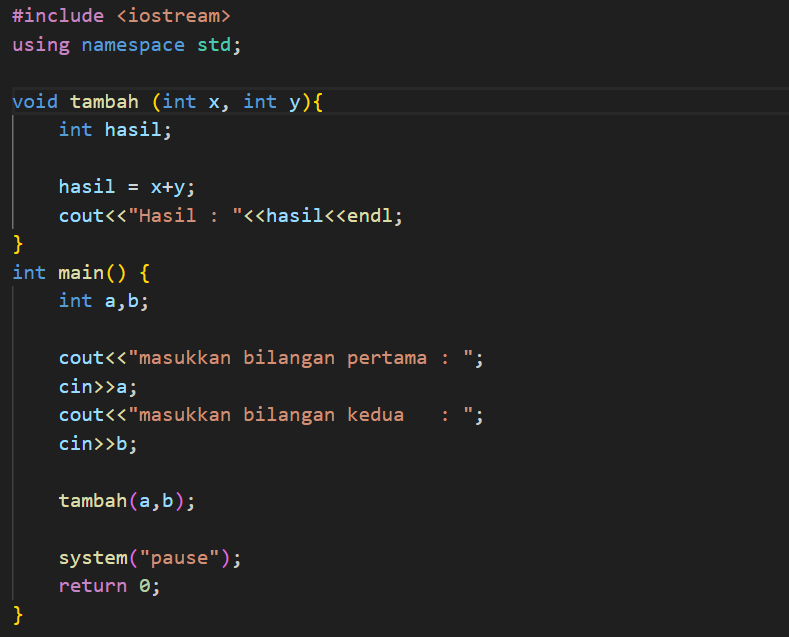 #include <iostream>
using namespace std;
void tambah (int x, int y){
    int hasil;
    hasil = x+y;
    cout<<"Hasil : "<<hasil<<endl;
}
int main() {
    int a,b;
    cout<<"masukkan bilangan pertama : ";
    cin>>a;
    cout<<"masukkan bilangan kedua   : ";
    cin>>b;
    tambah(a,b);
    system("pause");
    return 0;
}